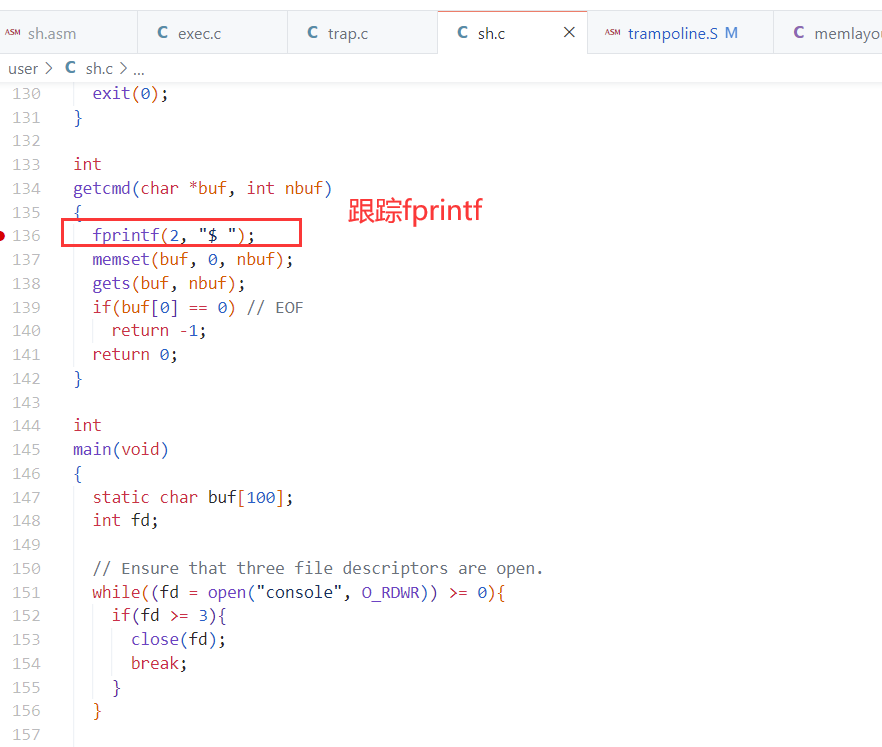 ASM sh.asm C exec.c C trap.c C sh.c × ASM trampoline.S M C memlayou
user > C sh.c > ...
130 exit(0);
131 }
132
133 int
134 getcmd(char *buf, int nbuf)
跟踪fprintf
135 {
136 fprintf(2, "$ ");
137 memset(buf, 0, nbuf);
138 gets(buf, nbuf);
139 if(buf[0] == 0) // EOF
140 return -1;
141 return 0;
142 }
143
144 int
145 main(void)
146 {
147 static char buf[100];
148 int fd;
149
150 // Ensure that three file descriptors are open.
151 while((fd = open("console", O_RDWR)) >= 0){
152 if(fd >= 3){
153 close(fd);
154 break;
155 }
156 }
157